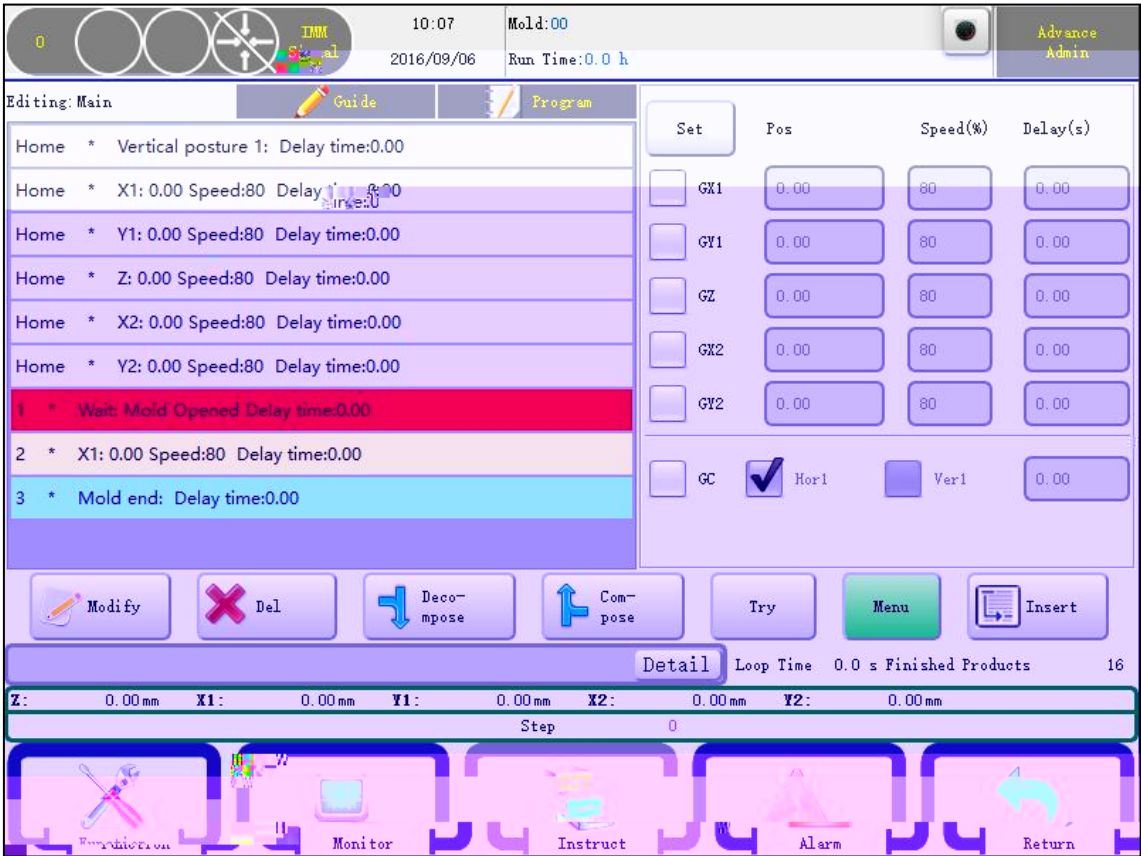 0
IMM
10:07
2016/09/06
Mold:00
Run Time:0.0 h
Advance
Admin
Editing:Main
Guide
Program
Home * Vertical posture 1: Delay time:0.00
Home * X1: 0.00 Speed:80 Delay
Home * Y1: 0.00 Speed:80 Delay time:0.00
Home * Z: 0.00 Speed:80 Delay time:0.00
Home * X2: 0.00 Speed:80 Delay time:0.00
Home * Y2: 0.00 Speed:80 Delay time:0.00
1 * Wait: Mold Opened Delay time:0.00
2 * X1: 0.00 Speed:80 Delay time:0.00
3 * Mold end: Delay time:0.00
Set Pos Speed(%) Delay(s)
GX1 0.00 80 0.00
GY1 0.00 80 0.00
GZ 0.00 80 0.00
GX2 0.00 80 0.00
GY2 0.00 80 0.00
GC Hor1 Ver1 0.00
Modify
Del
Deco-
mpose
Com-
pose
Try
Menu
Insert
Detail
Loop Time 0.0 s Finished Products 16
Z: 0.00mm X1: 0.00mm Y1: 0.00mm X2: 0.00mm Y2: 0.00mm
Step 0
Monitor
Instruct
Alarm
Return